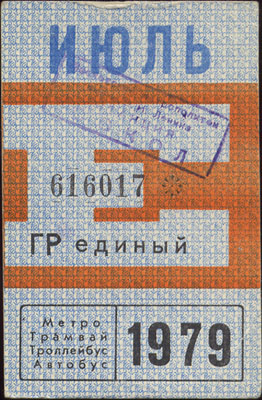 ИЮЛЬ
616017
ГР единый
Метро
Трамвай
Троллейбус
Автобус
1979